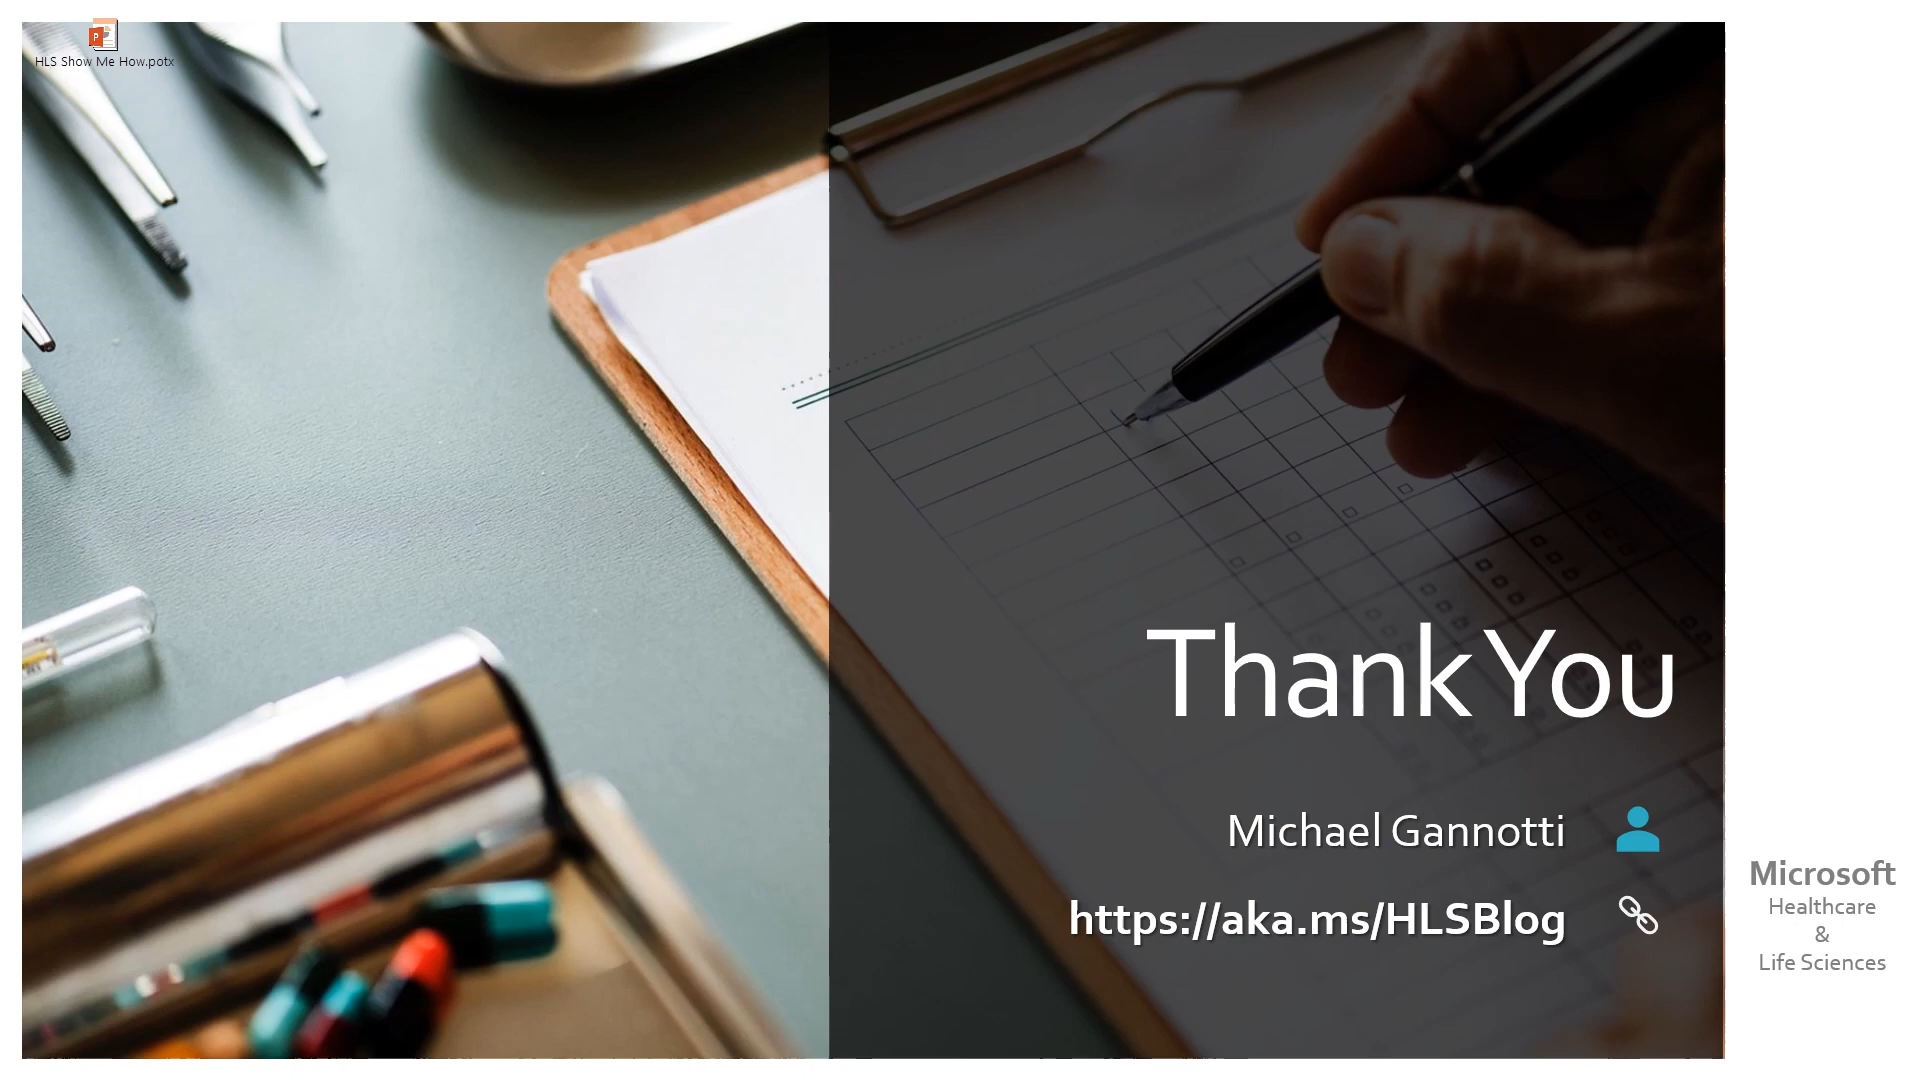 HLS Show Me How.potx
Thank You
Michael Gannotti
https://aka.ms/HLSBlog
Microsoft
Healthcare
&
Life Sciences